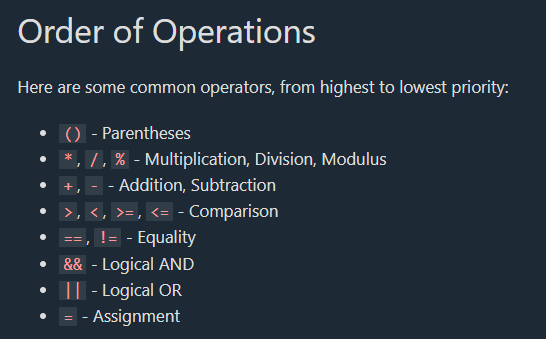 Order of Operations
Here are some common operators, from highest to lowest priority:
• () - Parentheses
• *, /, % - Multiplication, Division, Modulus
• +, - - Addition, Subtraction
• >, <, >=, <= - Comparison
• ==, != - Equality
• && - Logical AND
• || - Logical OR
• = - Assignment